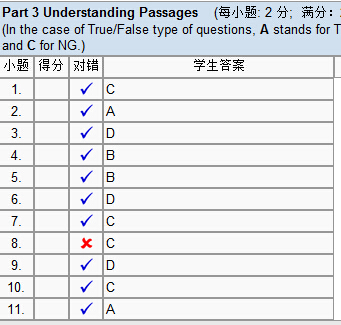 Part 3 Understanding Passages (每小题: 2 分; 满分:
(In the case of True/False type of questions, A stands for T
and C for NG.)
小题 得分 对错 学生答案
1. C
2. A
3. D
4. B
5. B
6. D
7. C
8. C
9. D
10. C
11. A